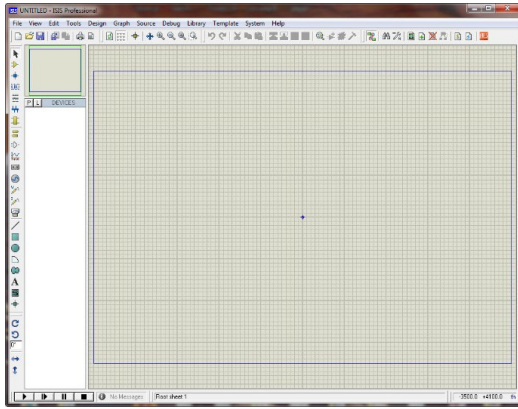 UNTITLED - ISIS Professional
File View Edit Tools Design Graph Source Debug Library Template System Help
P L DEVICES
A
No Messages Root sheet 1 -3500.0 +4100.0 th